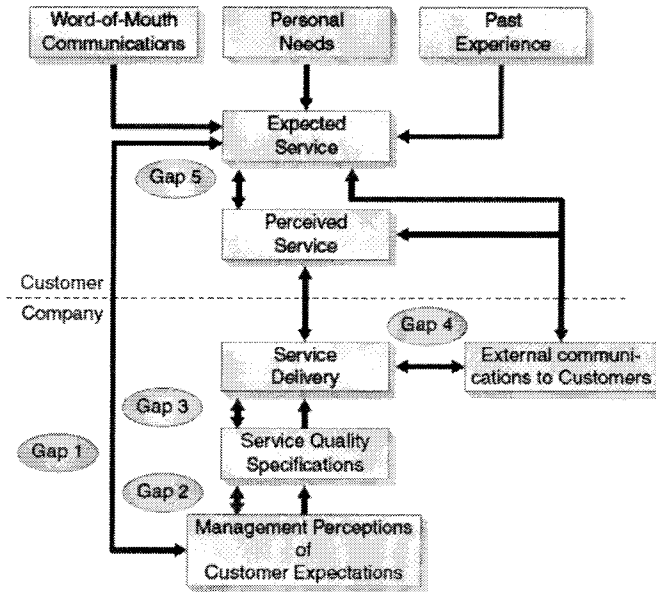 Word-of-Mouth
Communications
Personal
Needs
Past
Experience
Expected
Service
Gap 5
Perceived
Service
Customer
Company
Gap 4
Service
Delivery
External communi-
cations to Customers
Gap 3
Gap 1
Service Quality
Specifications
Gap 2
Management Perceptions
of
Customer Expectations